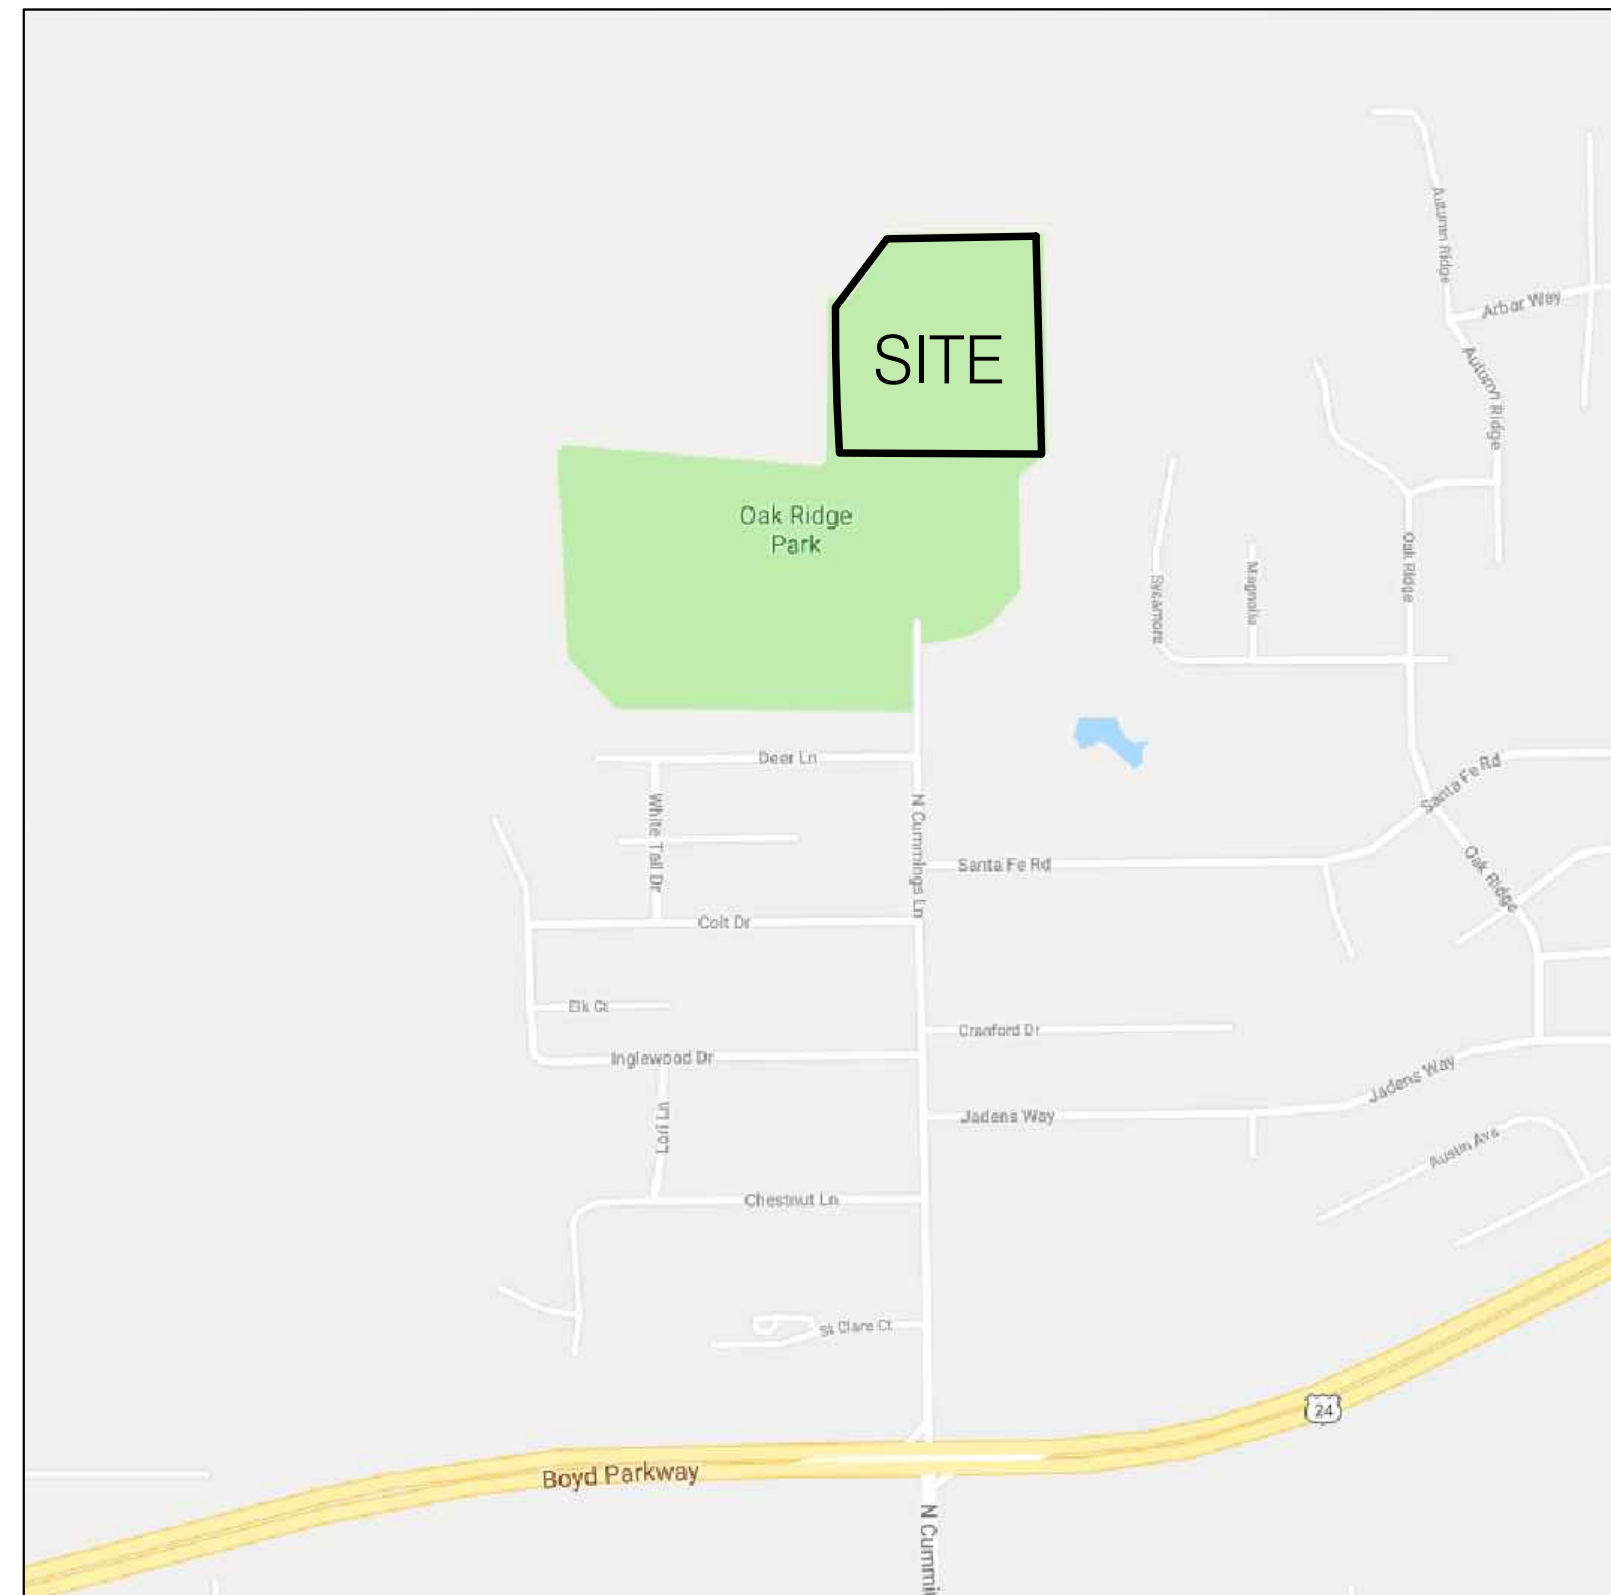 Autumn Ridge
Arbor Way
SITE
Autumn Ridge
Oak Ridge
Park
Oak Ridge
Magnolia
Sycamore
Deer Ln
Santa Fe Rd
White Tail Dr
N Cummings Ln
Santa Fe Rd
Oak Ridge
Colt Dr
Elk Ct
Cranford Dr
Inglewood Dr
Jadens Way
Jadens Way
Lori Ln
Austin Ave
Chestnut Ln
St Clare Ct
24
Boyd Parkway
N Cummi